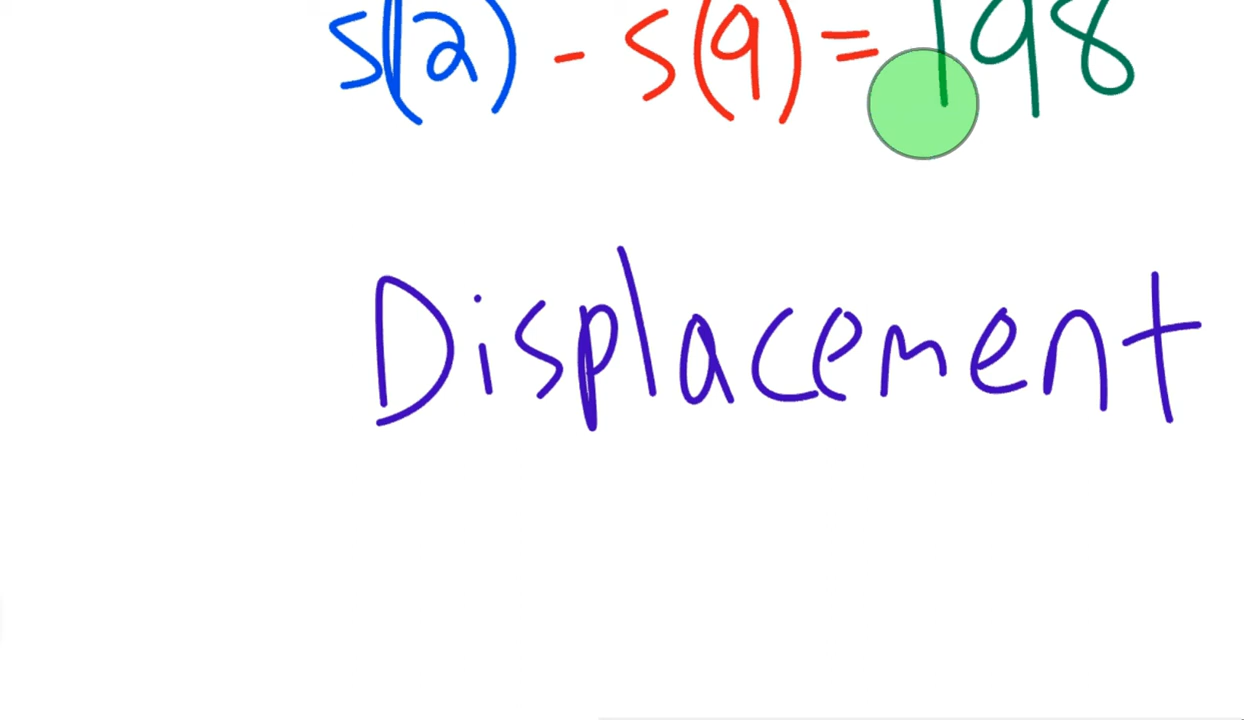 s(2) - s(9) = 198
Displacement